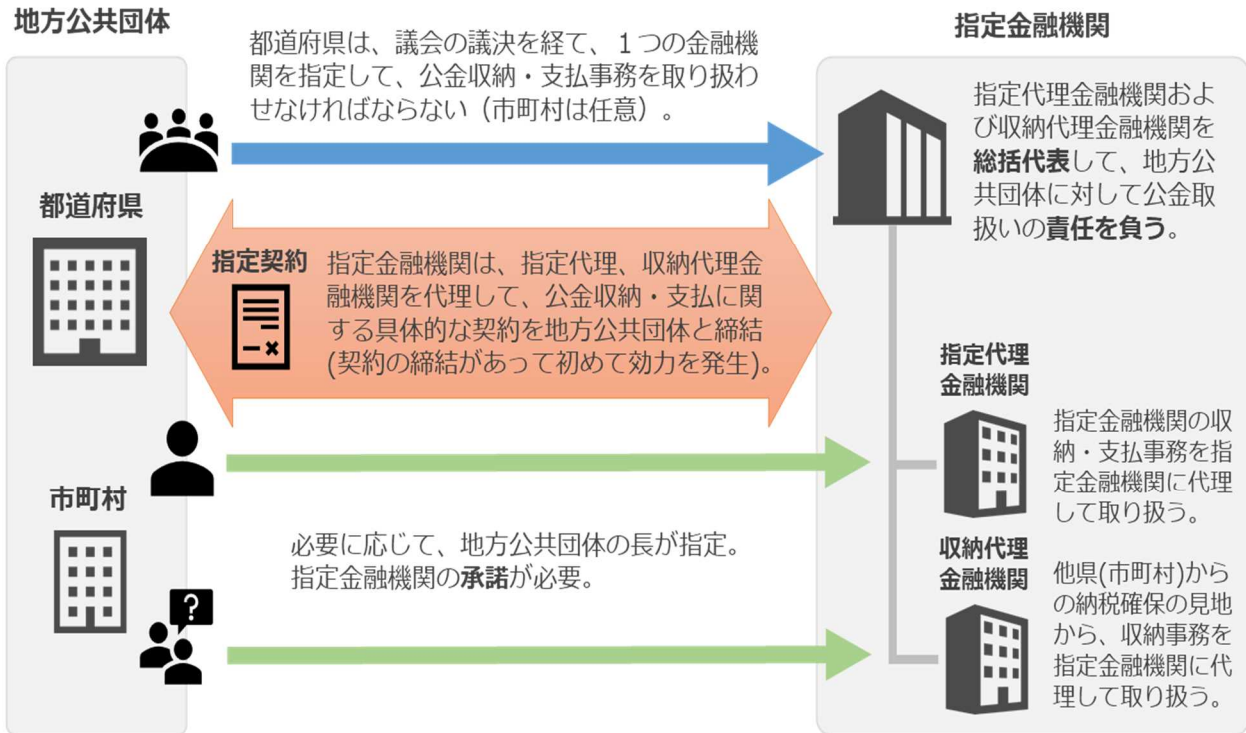 地方公共団体
都道府県は、議会の議決を経て、１つの金融機
関を指定して、公金収納・支払事務を取り扱わ
せなければならない（市町村は任意）。
指定金融機関
指定代理金融機関およ
び収納代理金融機関を
総括代表して、地方公
共団体に対して公金取
扱いの責任を負う。
都道府県
指定契約
指定金融機関は、指定代理、収納代理金
融機関を代理して、公金収納・支払に関
する具体的な契約を地方公共団体と締結
(契約の締結があって初めて効力を発生)。
指定代理
金融機関
指定金融機関の収
納・支払事務を指
定金融機関に代理
して取り扱う。
市町村
必要に応じて、地方公共団体の長が指定。
指定金融機関の承諾が必要。
?
収納代理
金融機関
他県(市町村)から
の納税確保の見地
から、収納事務を
指定金融機関に代
理して取り扱う。